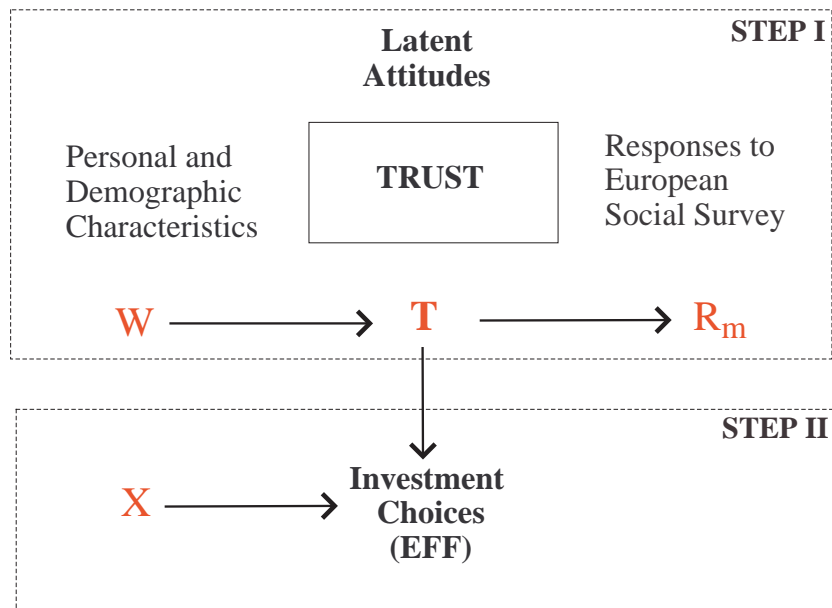 STEP I
Latent
Attitudes
Personal and
Demographic
Characteristics
TRUST
Responses to
European
Social Survey
W
T
Rm
STEP II
X
Investment
Choices
(EFF)